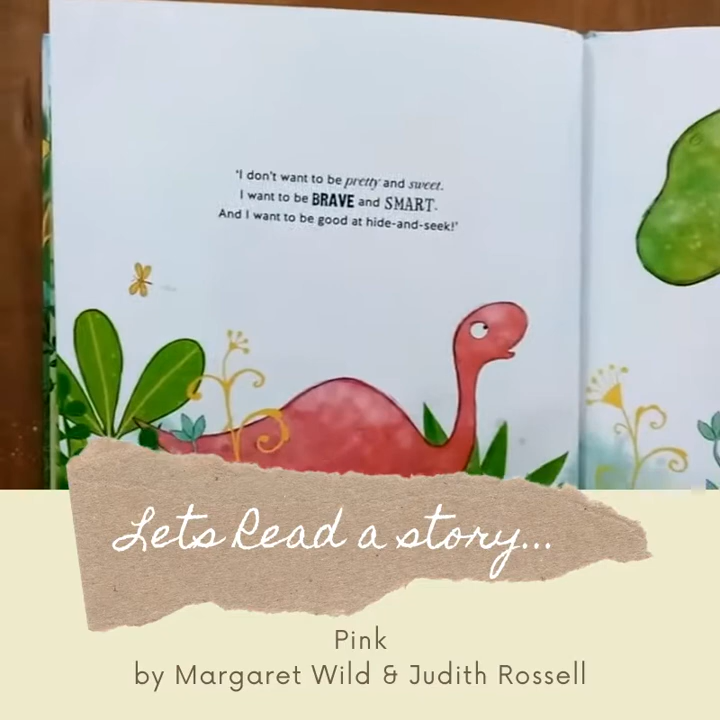 'I don't want to be pretty and sweet.
I want to be BRAVE and SMART.
And I want to be good at hide-and-seek!'
Lets Read a story...
Pink
by Margaret Wild & Judith Rossell